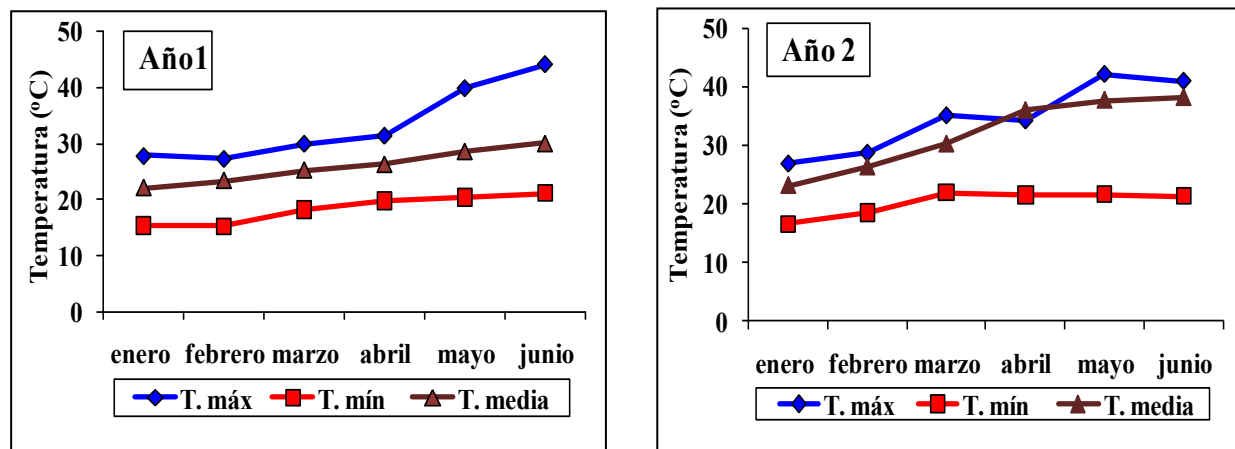 Año1
Temperatura (ºC)
50
40
30
20
10
0
enero febrero marzo abril mayo junio
T. máx T. mín T. media
Año 2
Temperatura (ºC)
50
40
30
20
10
0
enero febrero marzo abril mayo junio
T. máx T. mín T. media